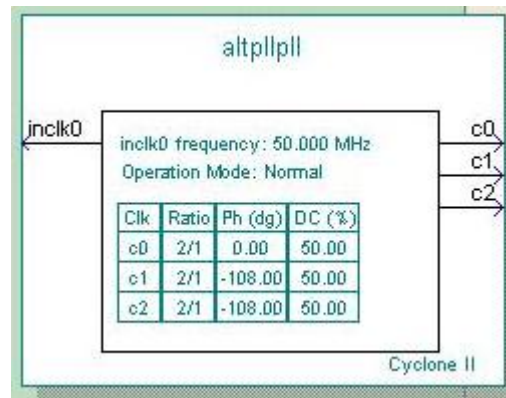 altpllpll
inclk0
c0
c1
c2
inclk0 frequency: 50.000 MHz
Operation Mode: Normal
Clk Ratio Ph (dg) DC (%)
c0 2/1 0.00 50.00
c1 2/1 -108.00 50.00
c2 2/1 -108.00 50.00
Cyclone II